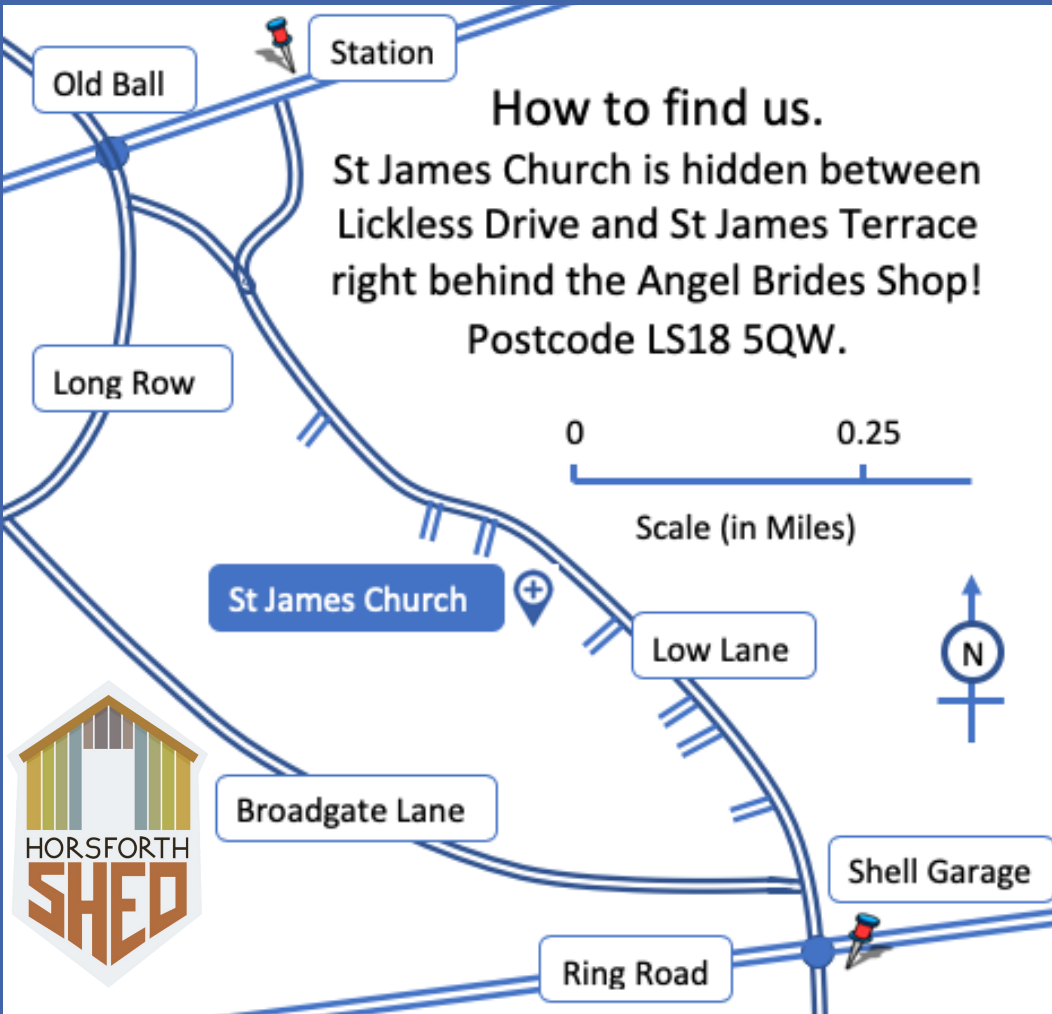 Station
Old Ball
How to find us.
St James Church is hidden between
Lickless Drive and St James Terrace
right behind the Angel Brides Shop!
Postcode LS18 5QW.
Long Row
0 0.25
Scale (in Miles)
St James Church
Low Lane
N
Broadgate Lane
HORSFORTH
SHED
Shell Garage
Ring Road